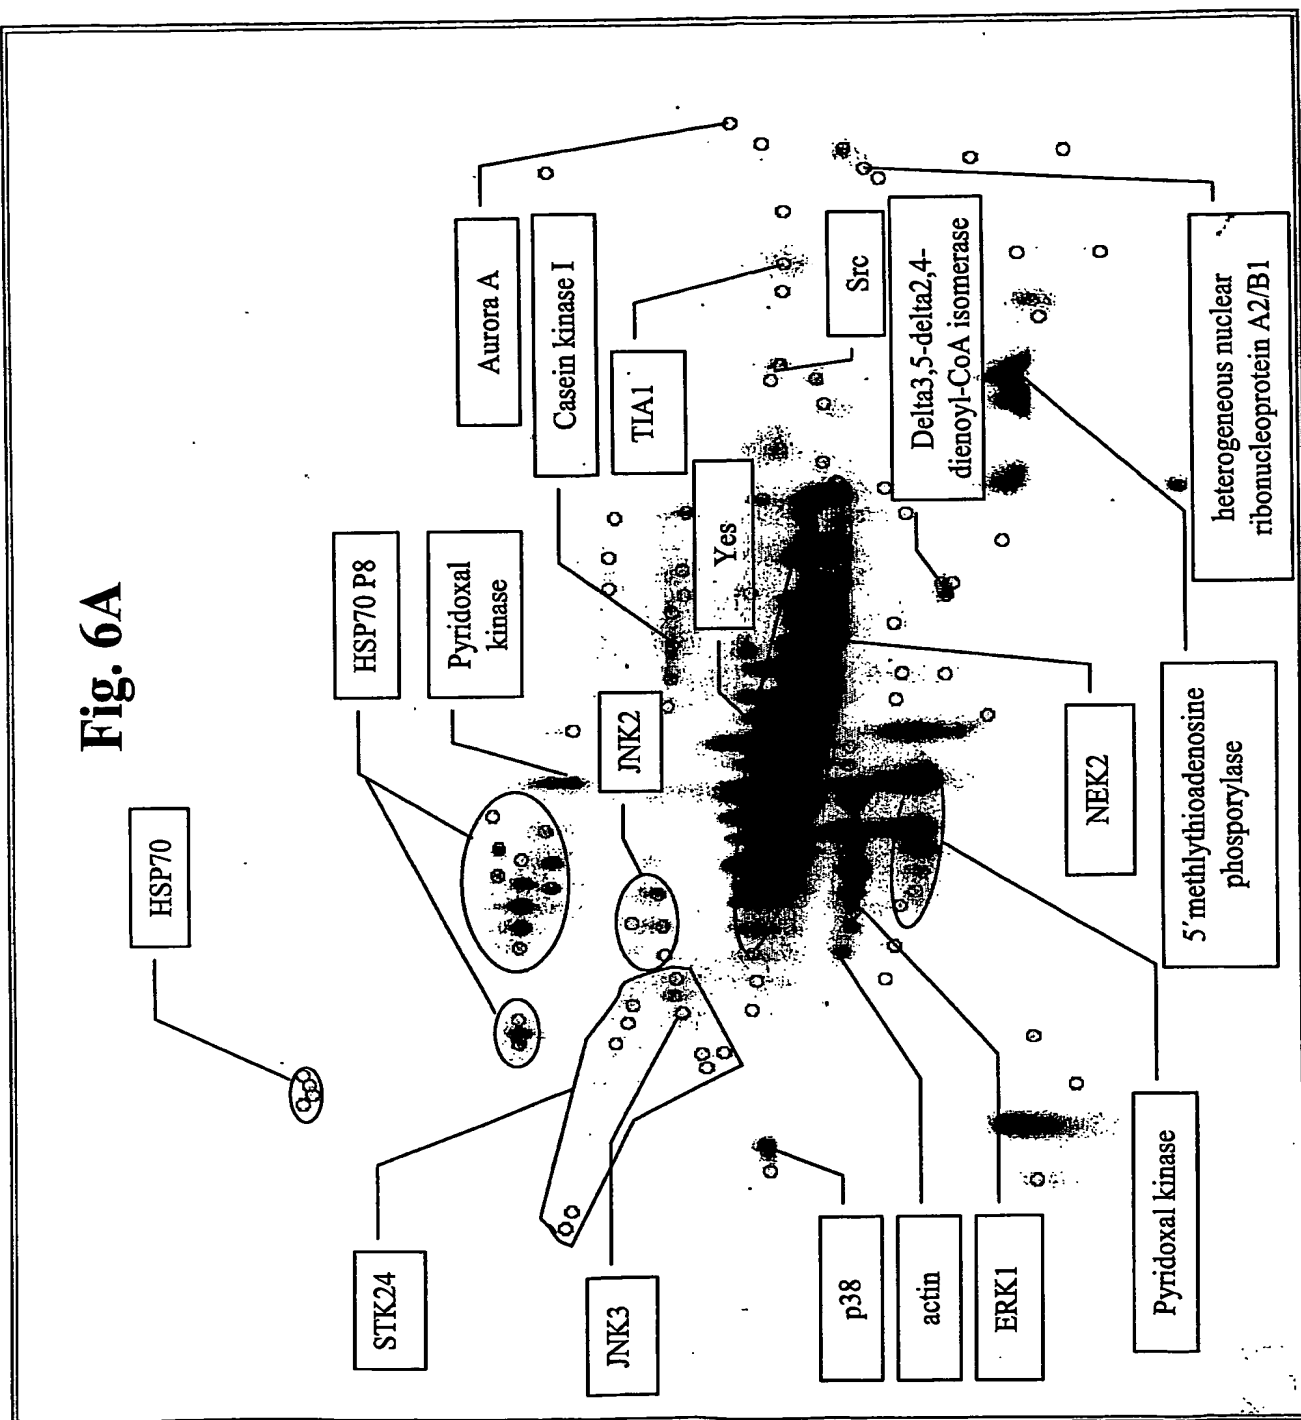 Fig. 6A
HSP70
HSP70 P8
Pyridoxal
kinase
Aurora A
Casein kinase I
TIA1
JNK2
Yes
Src
Delta3,5-delta2,4-
dienoyl-CoA isomerase
STK24
JNK3
p38
actin
ERK1
Pyridoxal kinase
NEK2
5´methlythioadenosine
phosporylase
heterogeneous nuclear
ribonucleoprotein A2/B1